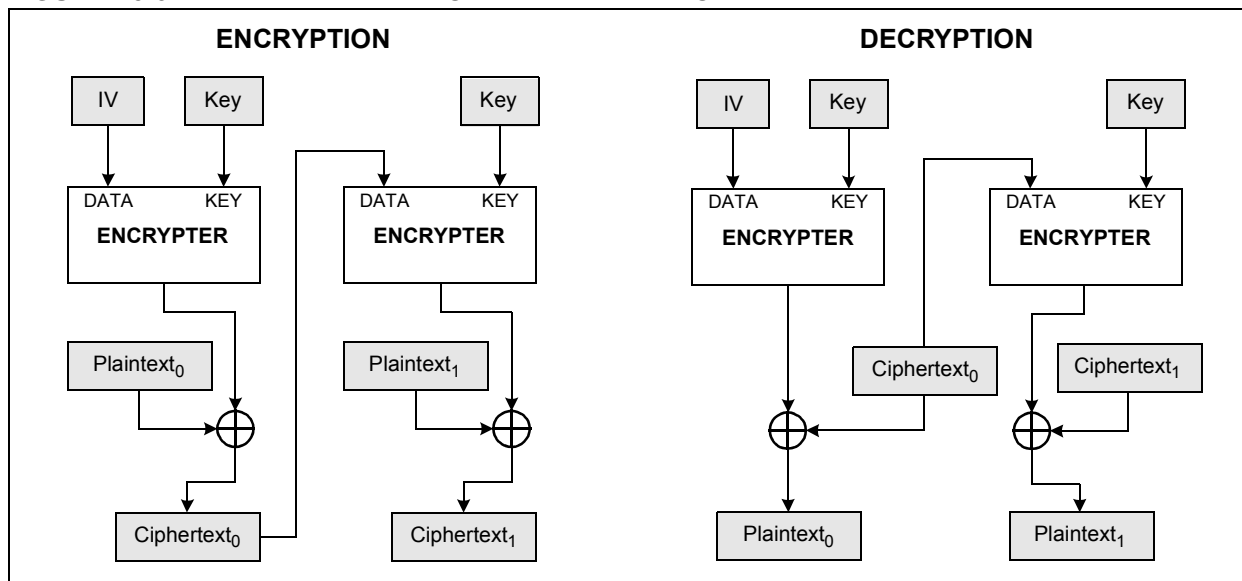 ENCRYPTION
DECRYPTION
IV
Key
Key
IV
Key
Key
DATA
KEY
ENCRYPTER
DATA
KEY
ENCRYPTER
DATA
KEY
ENCRYPTER
DATA
KEY
ENCRYPTER
Plaintext0
Plaintext1
Ciphertext0
Ciphertext1
Ciphertext0
Ciphertext1
Plaintext0
Plaintext1